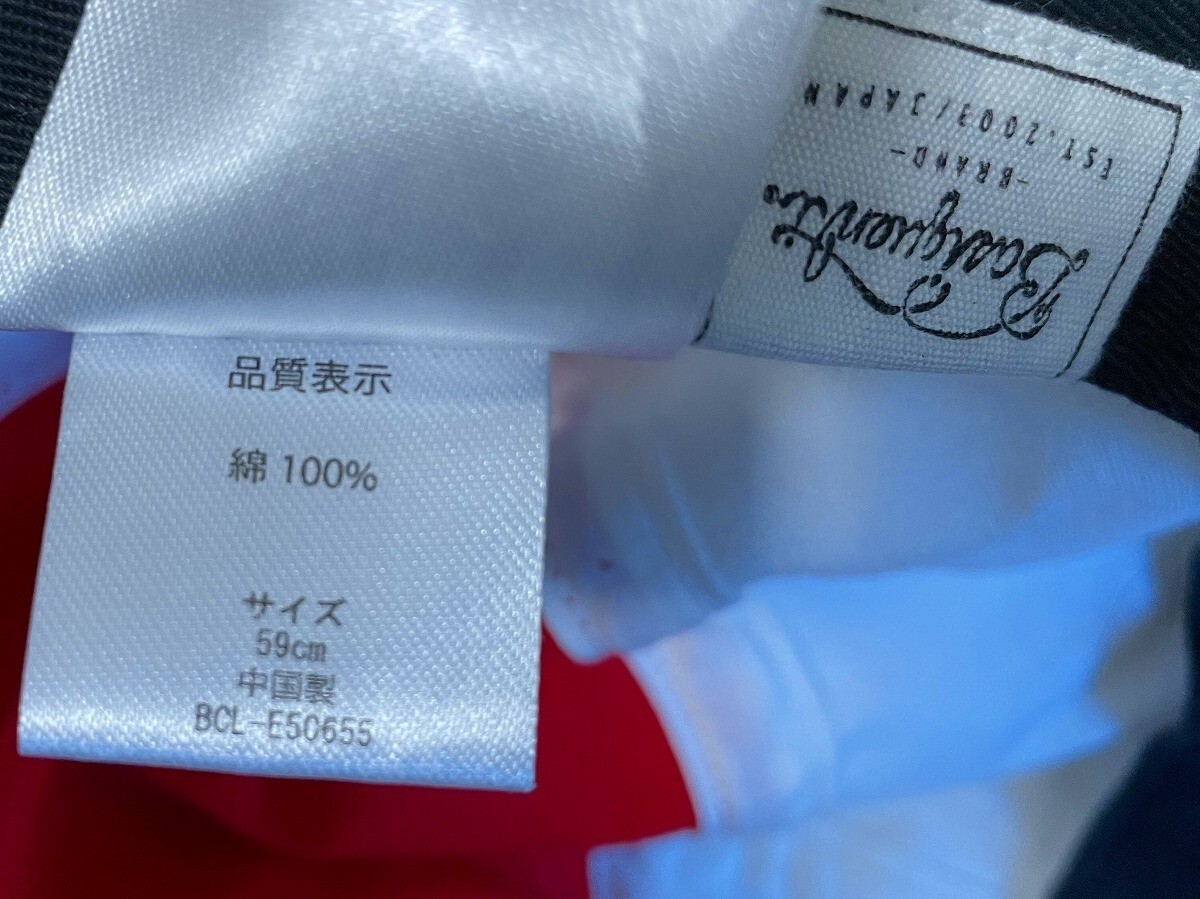 Basiquenti
-BRAND-
EST.2003/JAPAN
品質表示
綿 100%
サイズ
59cm
中国製
BCL-E50655